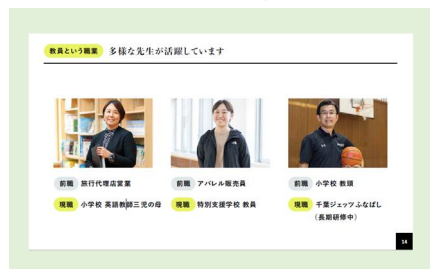 教員という職業 多様な先生が活躍しています
前職 旅行代理店営業
現職 小学校 英語教師三児の母
前職 アパレル販売員
現職 特別支援学校 教員
前職 小学校 教頭
現職 千葉ジェッツふなばし
（長期研修中）
14